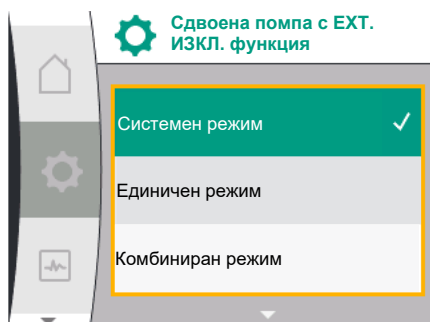 Сдвоена помпа с EXT.
ИЗКЛ. функция
Системен режим
Единичен режим
Комбиниран режим